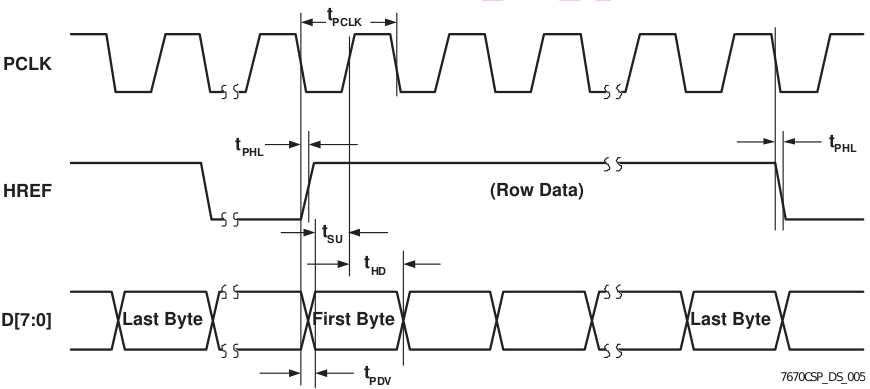 tPCLK
PCLK
tPHL
tPHL
HREF
(Row Data)
tSU
tHD
D[7:0]
Last Byte
First Byte
Last Byte
tPDV
7670CSP_DS_005